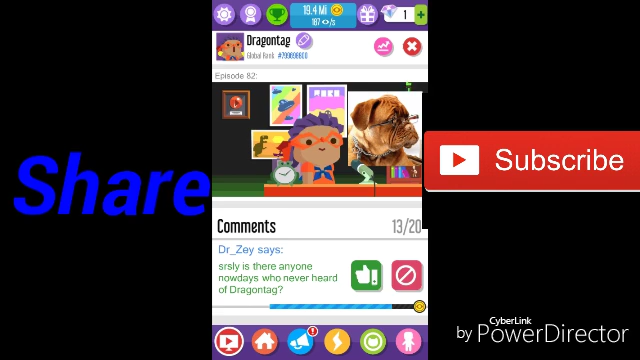 19.4 Mi
187 /s
1
Dragontag
Global Rank #799698800
Episode 82:
Share
Subscribe
Comments 13/20
Dr_Zey says:
srsly is there anyone
nowdays who never heard
of Dragontag?
CyberLink
by PowerDirector